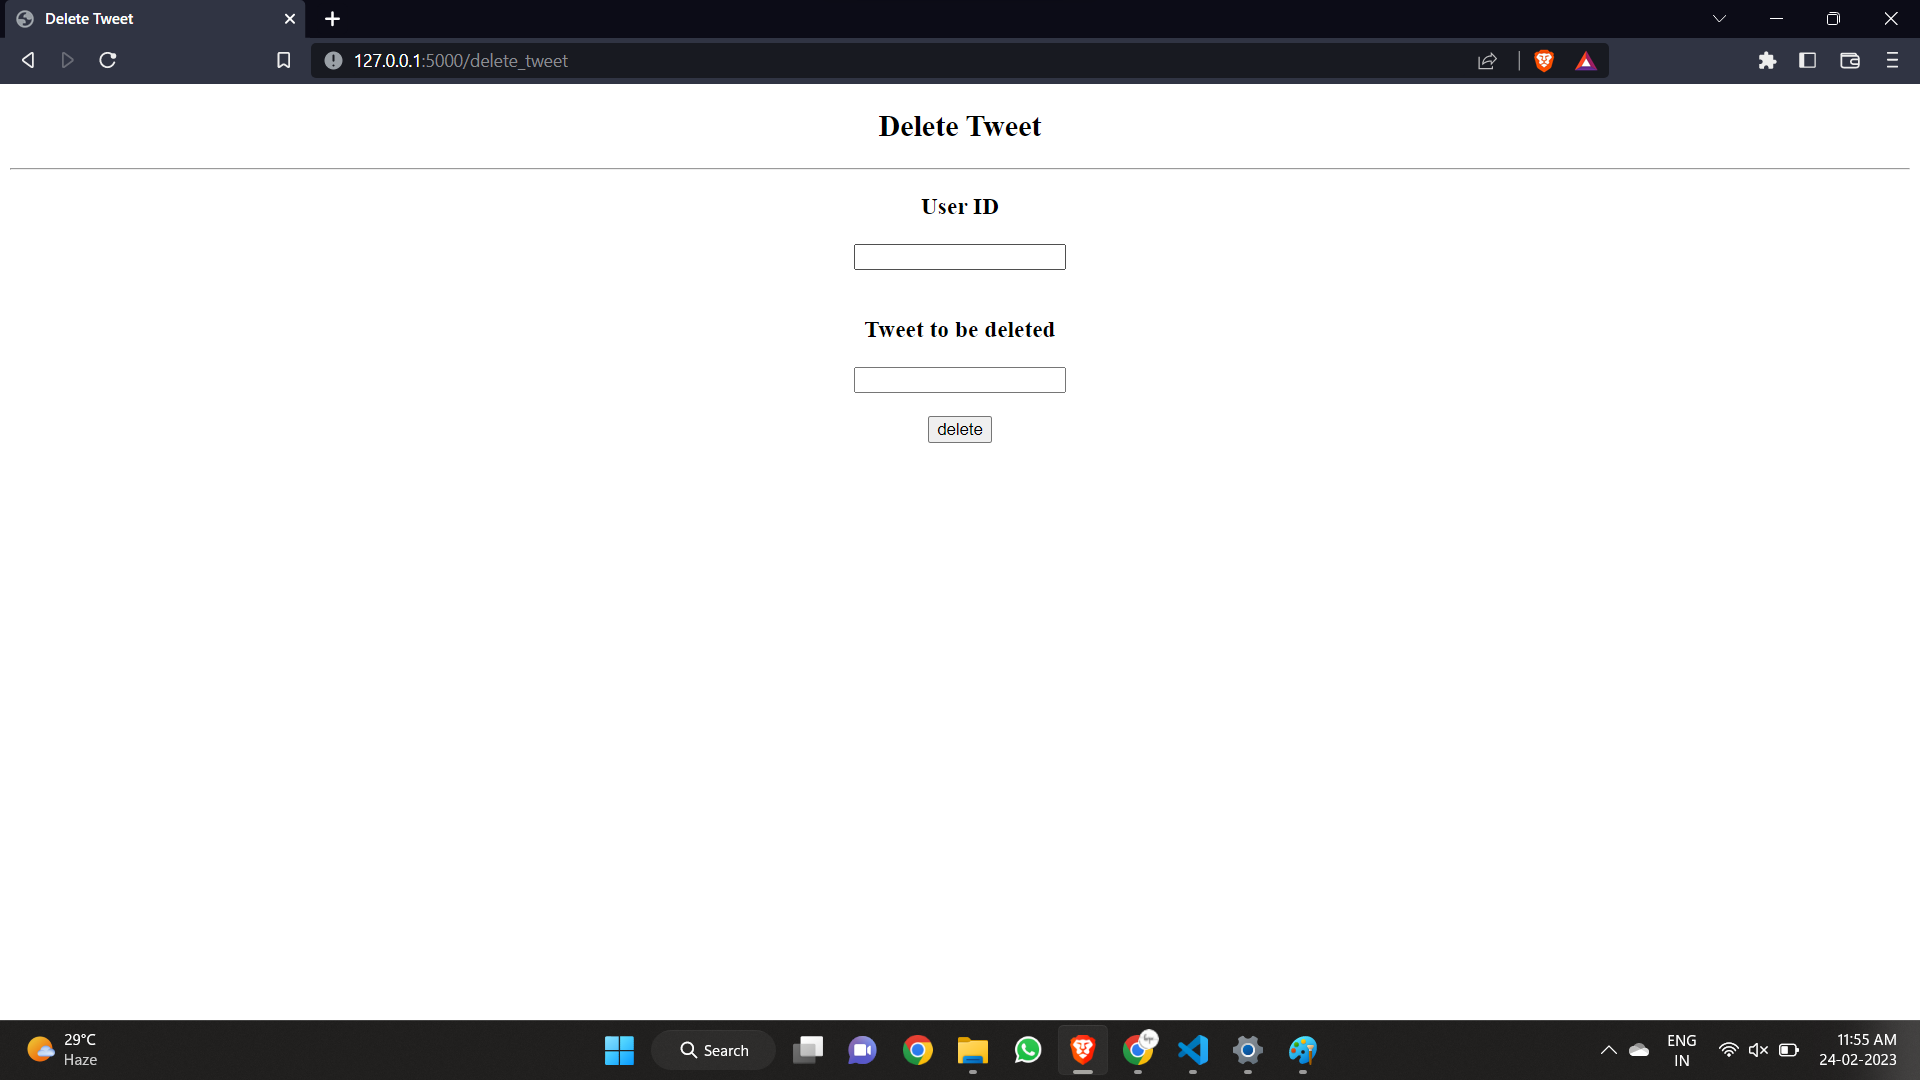 Delete Tweet
127.0.0.1:5000/delete_tweet
Delete Tweet
User ID
Tweet to be deleted
delete
29°C
Haze
Search
ENG
IN
11:55 AM
24-02-2023